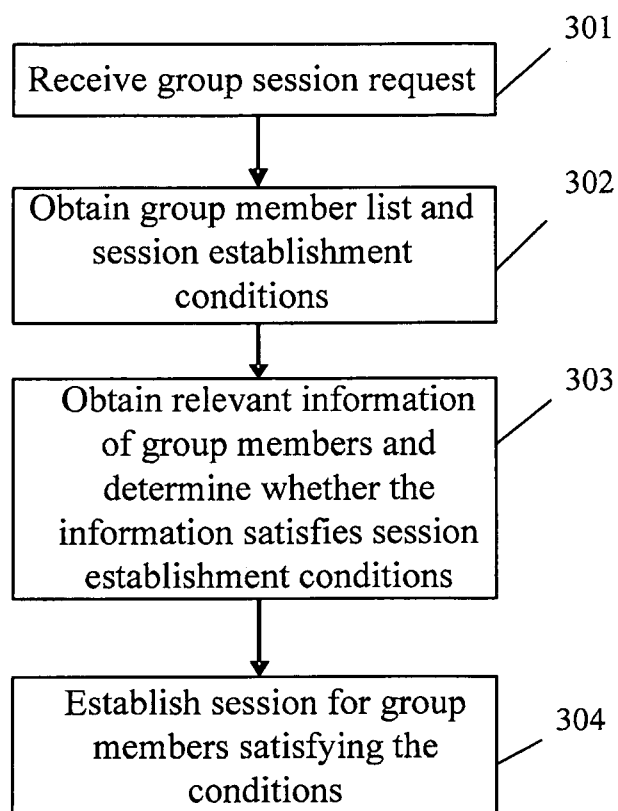 301
Receive group session request
302
Obtain group member list and
session establishment
conditions
303
Obtain relevant information
of group members and
determine whether the
information satisfies session
establishment conditions
304
Establish session for group
members satisfying the
conditions